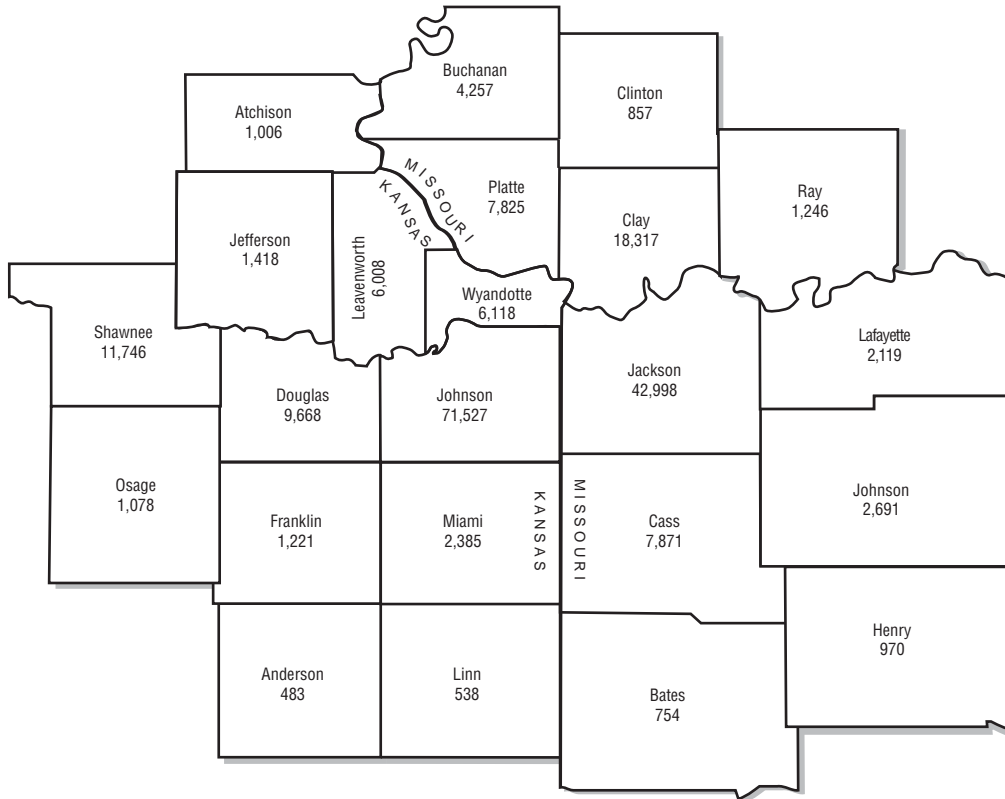 Buchanan
4,257
Clinton
857
Atchison
1,006
MISSOURI
KANSAS
Platte
7,825
Ray
1,246
Clay
18,317
Jefferson
1,418
Leavenworth
6,008
Wyandotte
6,118
Shawnee
11,746
Lafayette
2,119
Jackson
42,998
Douglas
9,668
Johnson
71,527
Osage
1,078
Johnson
2,691
Franklin
1,221
Miami
2,385
KANSAS
MISSOURI
Cass
7,871
Henry
970
Anderson
483
Linn
538
Bates
754